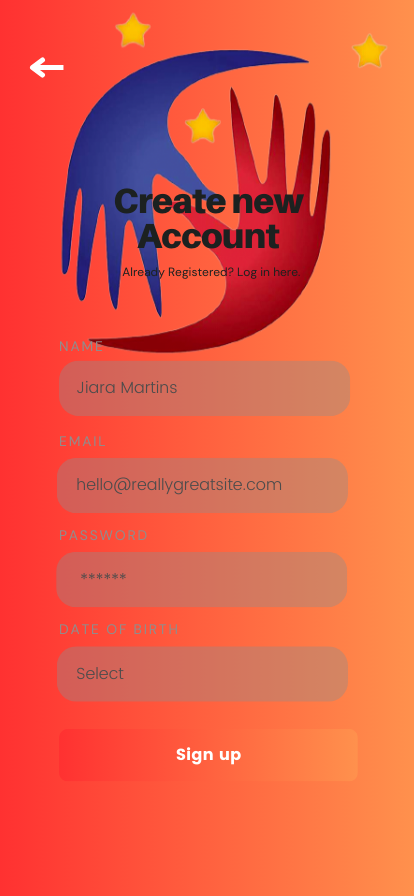 Create new
Account
Already Registered? Log in here.
NAME
Jiara Martins
EMAIL
hello@reallygreatsite.com
PASSWORD
******
DATE OF BIRTH
Select
Sign up